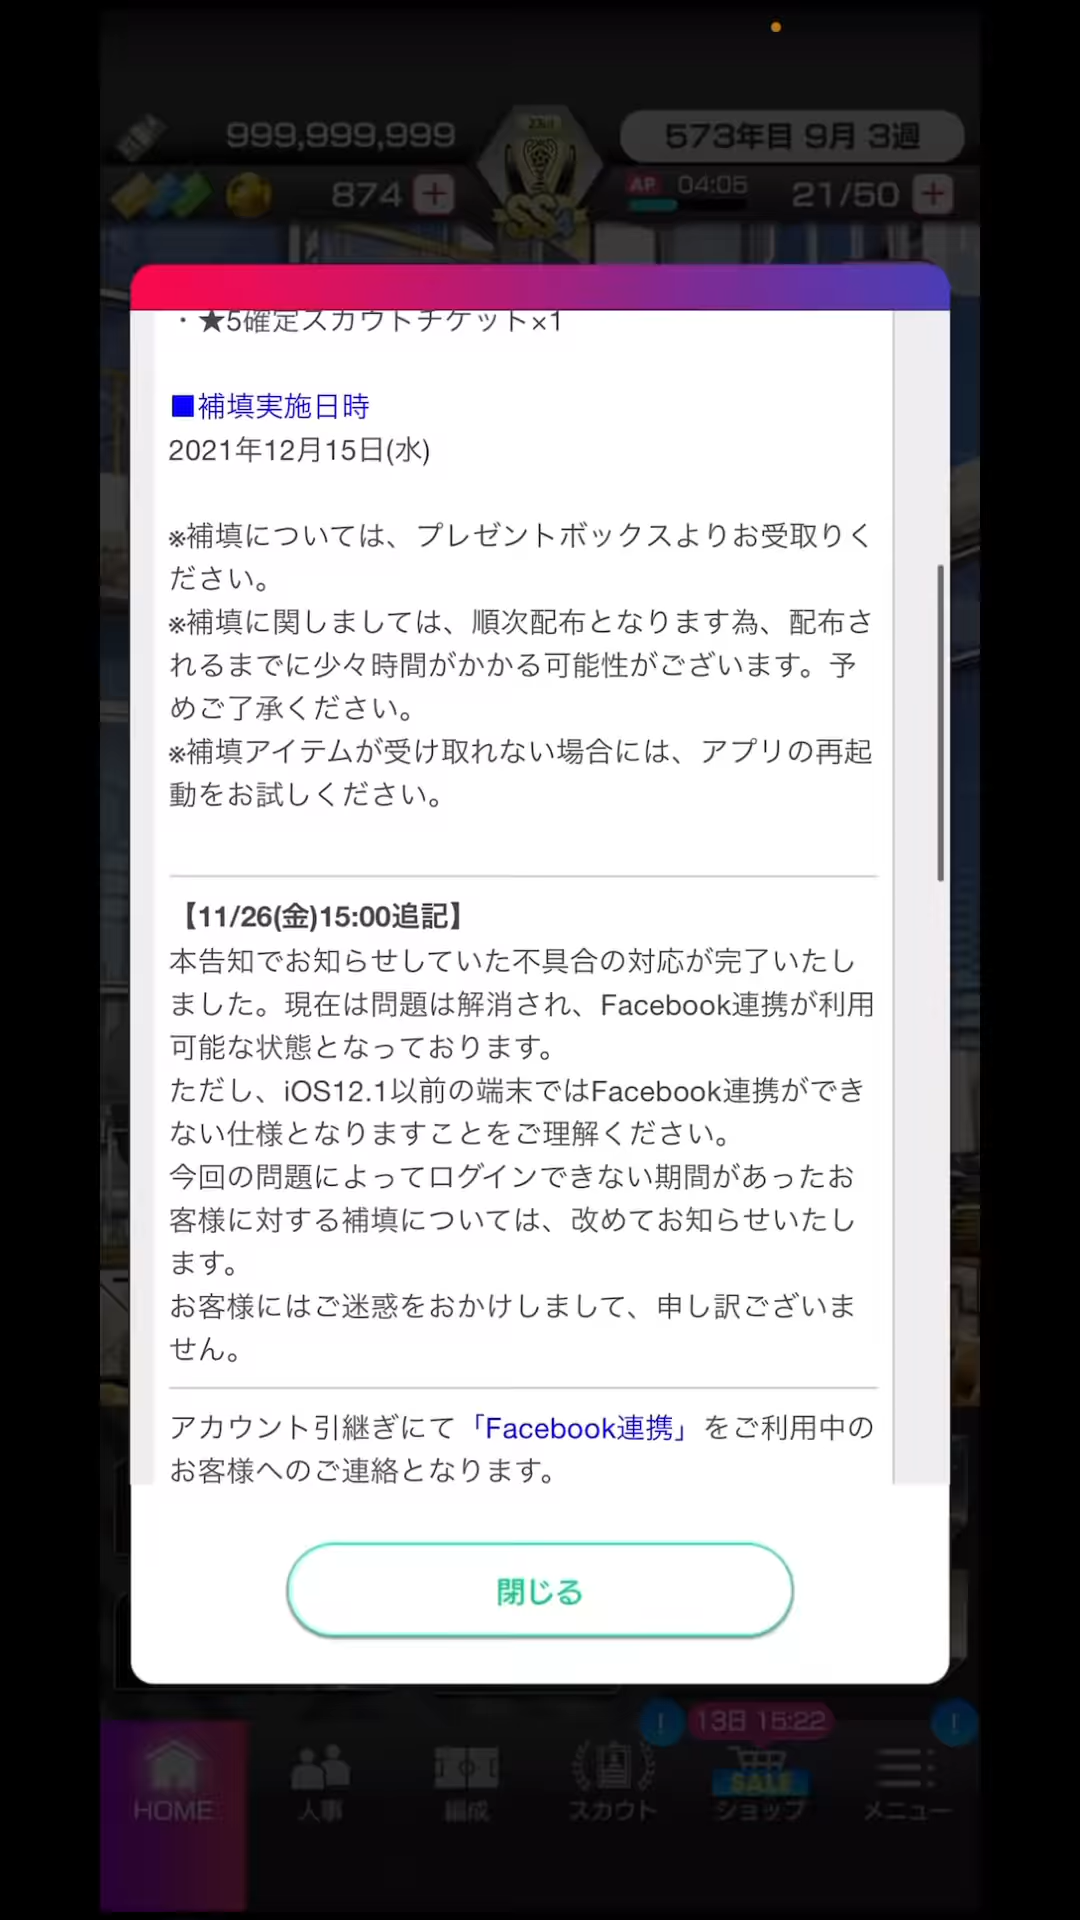 999,999,999
573年目 9月 3週
874
AP 04:05
21/50
SS4
・★5確定スカウトチケット×1
■補填実施日時
2021年12月15日(水)
※補填については、プレゼントボックスよりお受取りく
ださい。
※補填に関しましては、順次配布となります為、配布さ
れるまでに少々時間がかかる可能性がございます。予
めご了承ください。
※補填アイテムが受け取れない場合には、アプリの再起
動をお試しください。
【11/26(金)15:00追記】
本告知でお知らせしていた不具合の対応が完了いたし
ました。現在は問題は解消され、Facebook連携が利用
可能な状態となっております。
ただし、iOS12.1以前の端末ではFacebook連携ができ
ない仕様となりますことをご理解ください。
今回の問題によってログインできない期間があったお
客様に対する補填については、改めてお知らせいたし
ます。
お客様にはご迷惑をおかけしまして、申し訳ございま
せん。
アカウント引継ぎにて「Facebook連携」をご利用中の
お客様へのご連絡となります。
閉じる
13日 15:22
SALE
HOME
人事
編成
スカウト
ショップ
メニュー